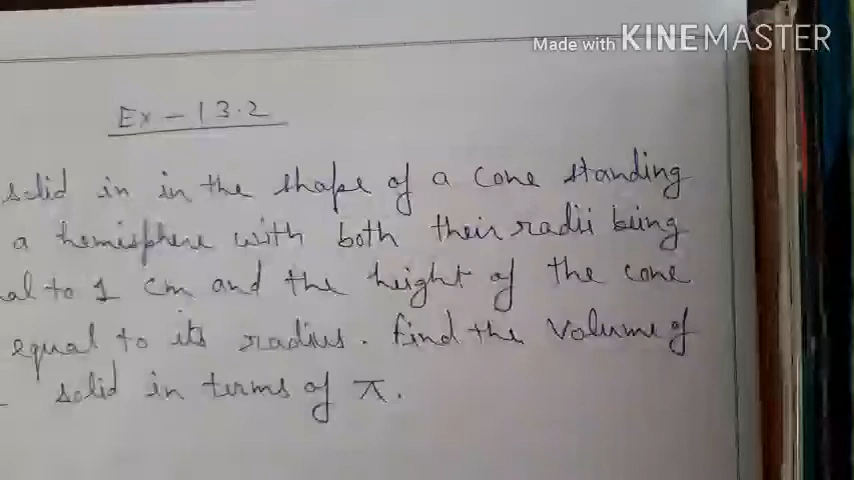 Made with KINEMASTER
Ex - 13.2
solid in in the shape of a cone standing
a hemisphere with both their radii being
al to 1 cm and the height of the cone
equal to its radius. find the Volume of
solid in terms of π.